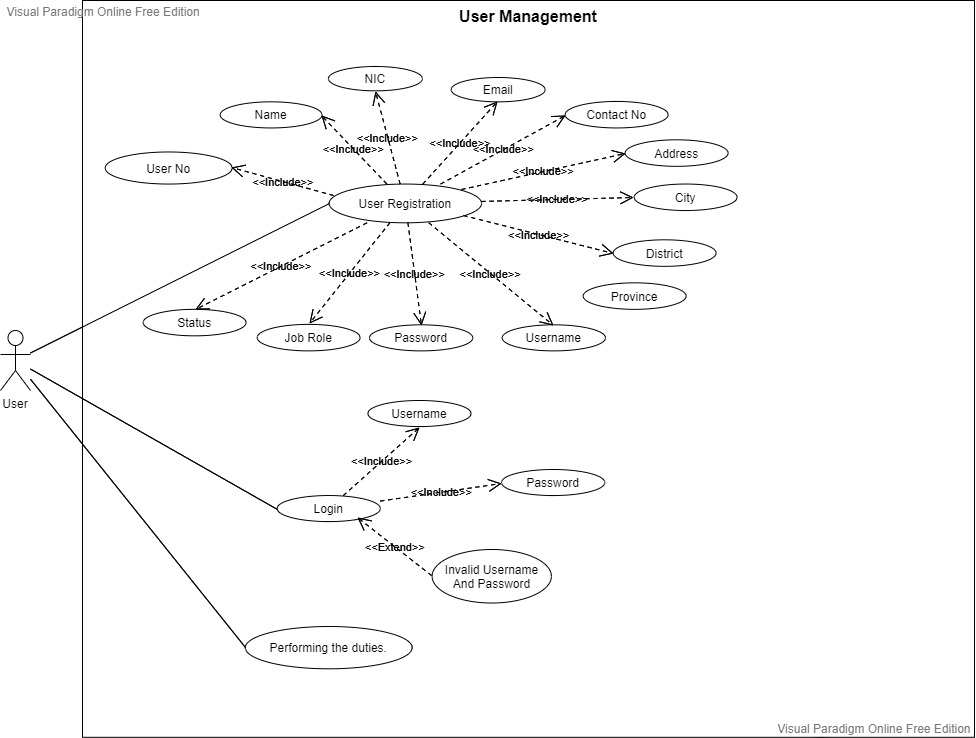 Visual Paradigm Online Free Edition
User Management
NIC
Email
Name
Contact No
<<Include>>
<<Include>>
<<Include>>
<<Include>>
Address
User No
<<Include>>
<<Include>>
City
<<Include>>
User Registration
<<Include>>
District
<<Include>>
<<Include>>
<<Include>>
<<Include>>
Province
Status
Job Role
Password
Username
User
Username
<<Include>>
Password
<<Include>>
Login
<<Extend>>
Invalid Username
And Password
Performing the duties.
Visual Paradigm Online Free Edition